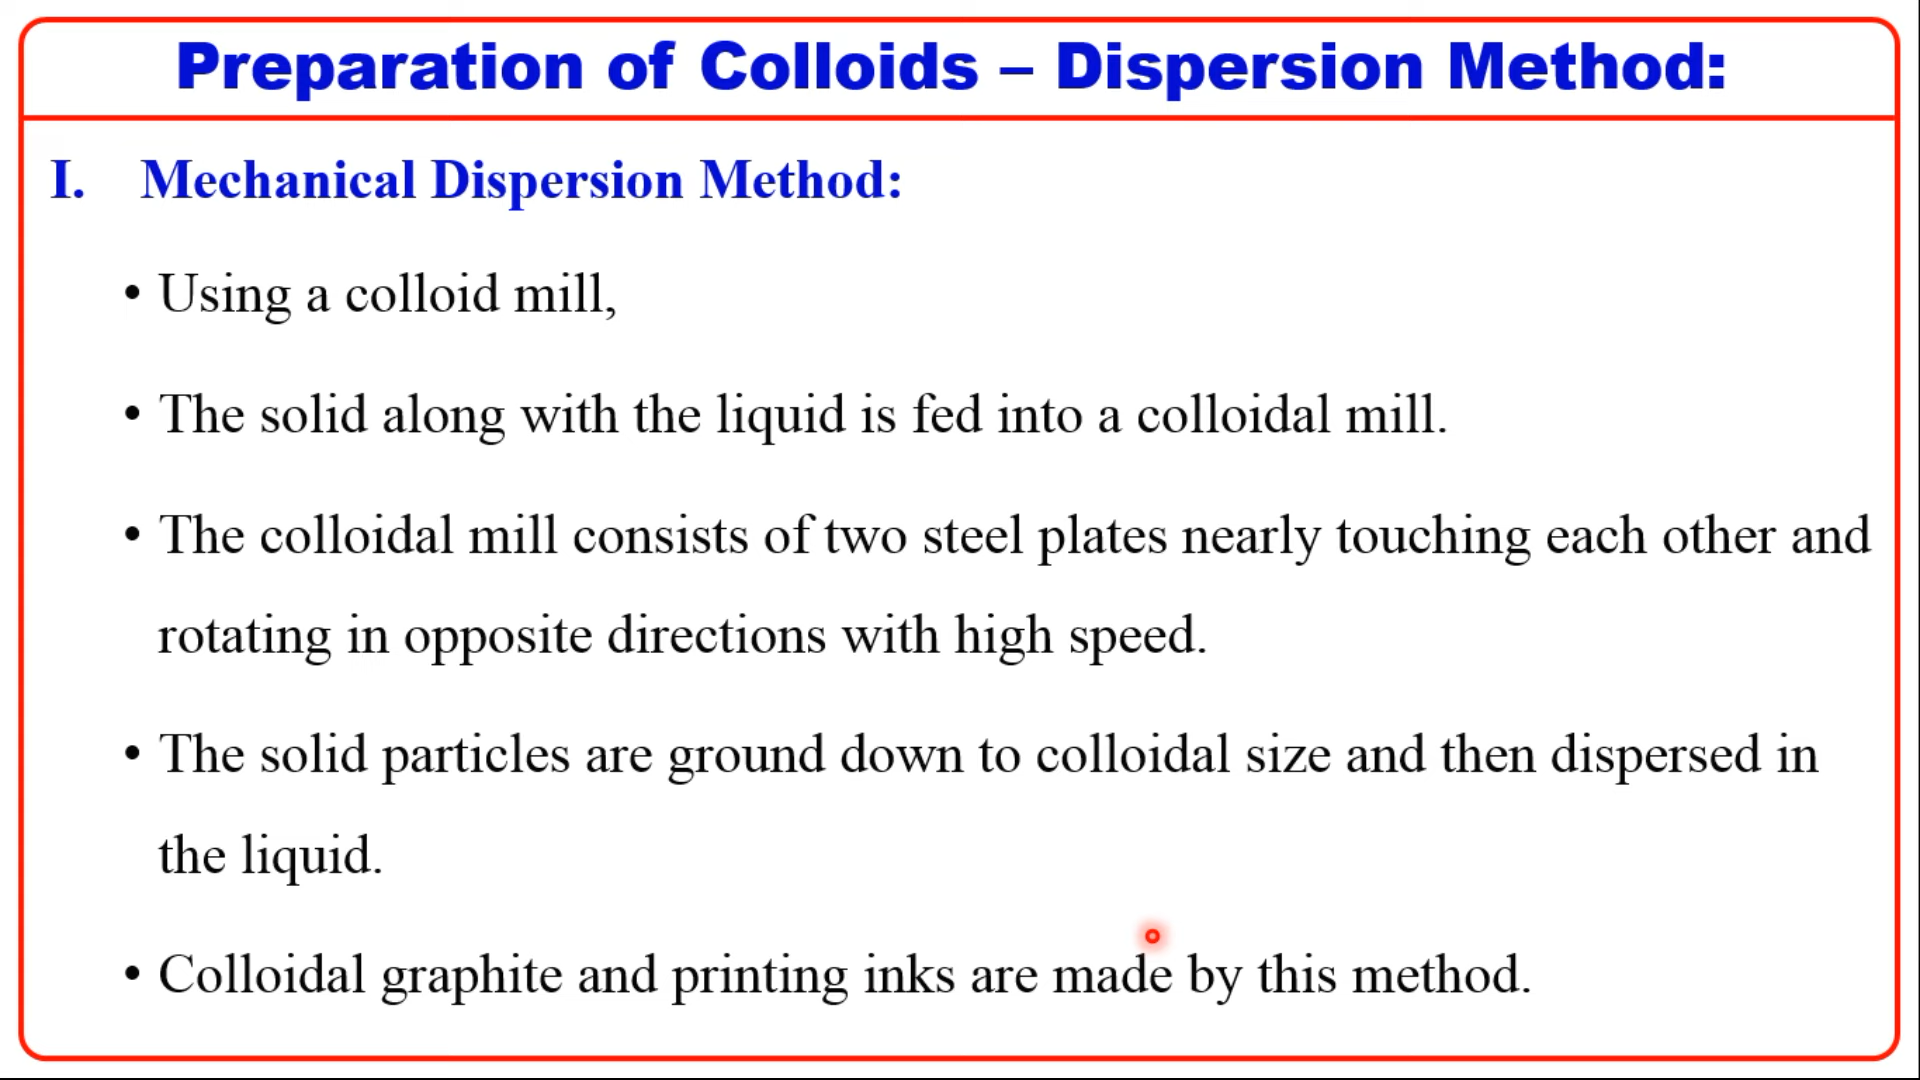 Preparation of Colloids – Dispersion Method:
I. Mechanical Dispersion Method:
• Using a colloid mill,
• The solid along with the liquid is fed into a colloidal mill.
• The colloidal mill consists of two steel plates nearly touching each other and
rotating in opposite directions with high speed.
• The solid particles are ground down to colloidal size and then dispersed in
the liquid.
• Colloidal graphite and printing inks are made by this method.